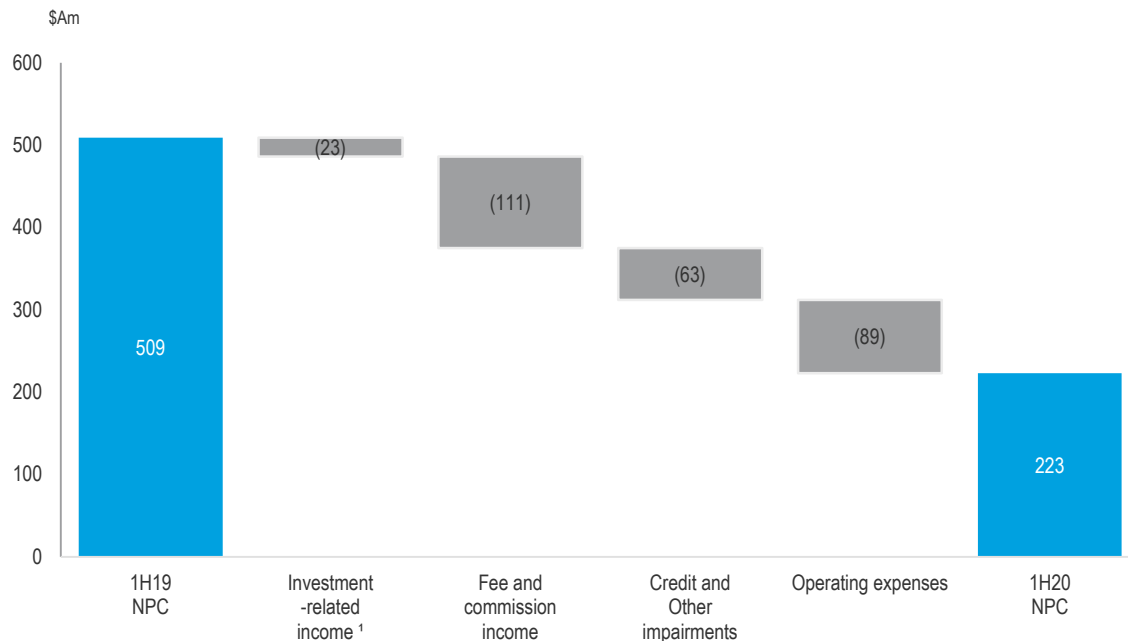 $Am
600
500
400
300
200
100
0
509
(23)
(111)
(63)
(89)
223
1H19
NPC
Investment
-related
income ¹
Fee and
commission
income
Credit and
Other
impairments
Operating expenses
1H20
NPC